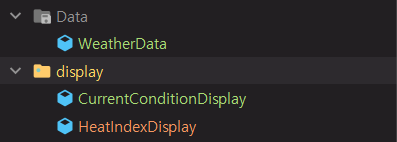 Data
WeatherData
display
CurrentConditionDisplay
HeatIndexDisplay